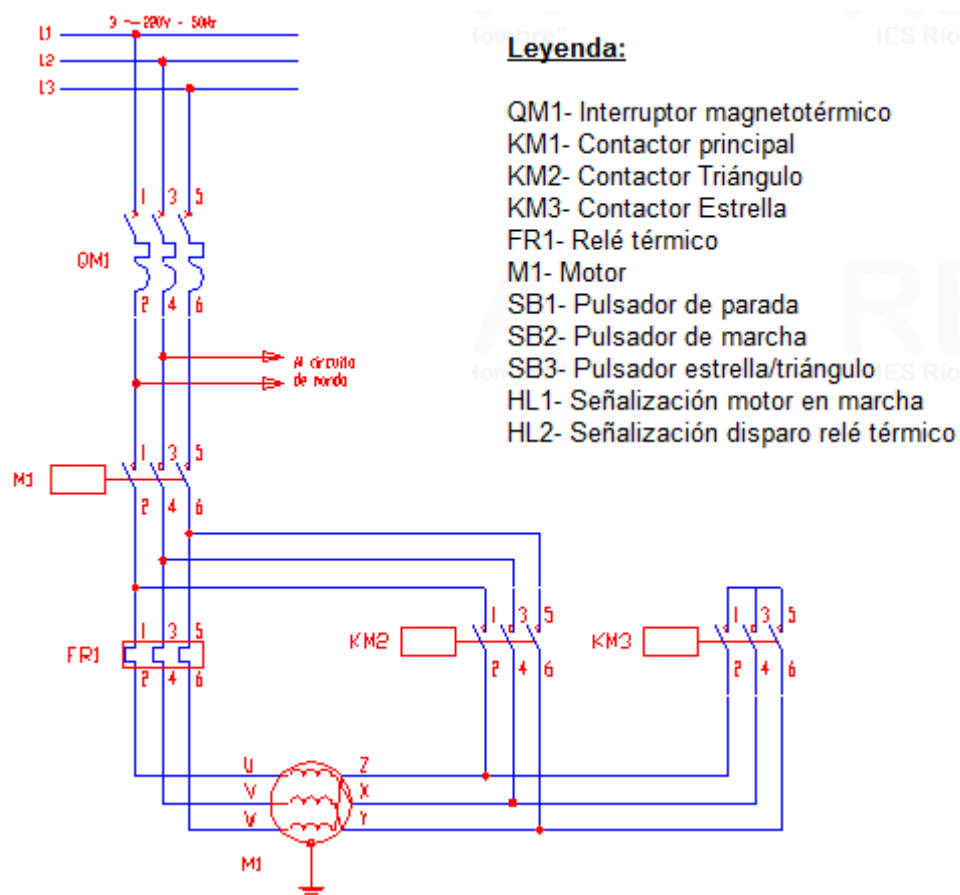 3 ~ 220V - 50Hz
L1
L2
L3
Leyenda:
QM1- Interruptor magnetotérmico
KM1- Contactor principal
KM2- Contactor Triángulo
KM3- Contactor Estrella
FR1- Relé térmico
M1- Motor
SB1- Pulsador de parada
SB2- Pulsador de marcha
SB3- Pulsador estrella/triángulo
HL1- Señalización motor en marcha
HL2- Señalización disparo relé térmico
1 3 5
QM1
2 4 6
Al circuito
de
1 3 5
M1
2 4 6
1 3 5
FR1
2 4 6
1 3 5
KM2
2 4 6
1 3 5
KM3
2 4 6
U Z
V X
W Y
M1
IES Río
IES Río